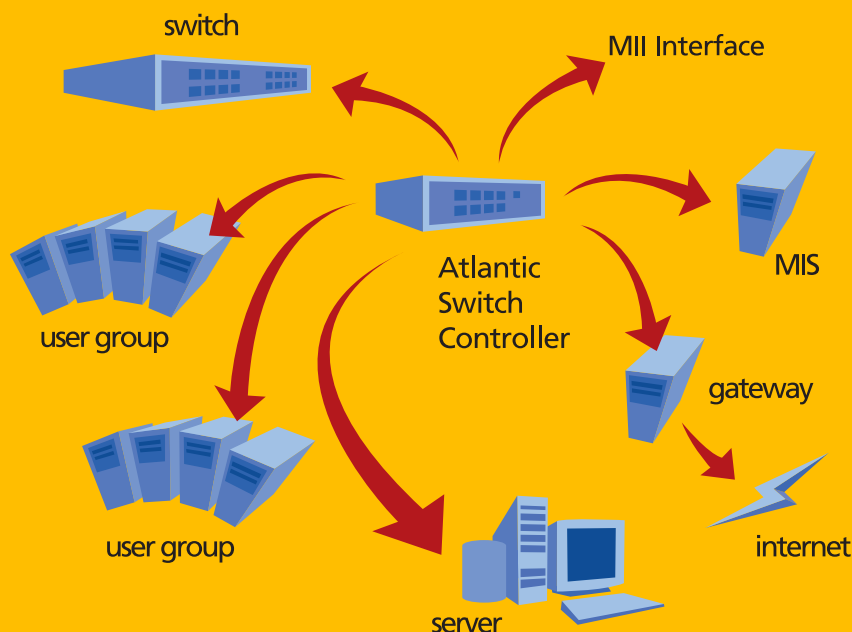 switch
MII Interface
MIS
Atlantic
Switch
Controller
user group
gateway
user group
internet
server